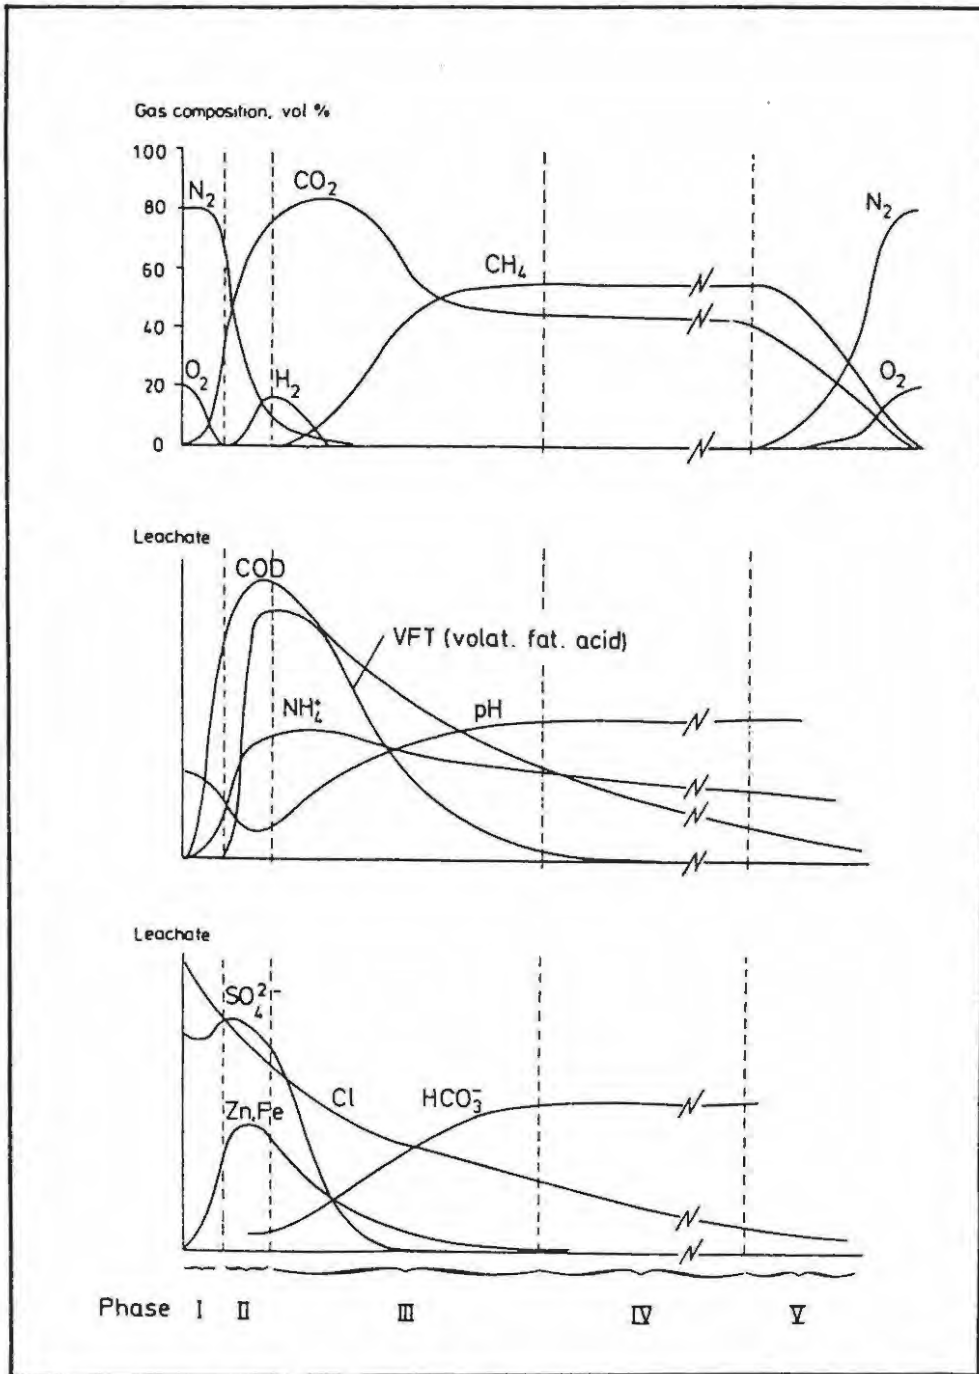 Gas composition, vol %
100
80
60
40
20
0
N₂
CO₂
CH₄
N₂
O₂
H₂
O₂
Leachate
COD
VFT (volat. fat. acid)
NH₄⁺
pH
Leachate
SO₄²⁻
Cl
HCO₃⁻
Zn,Fe
Phase I II III IV V